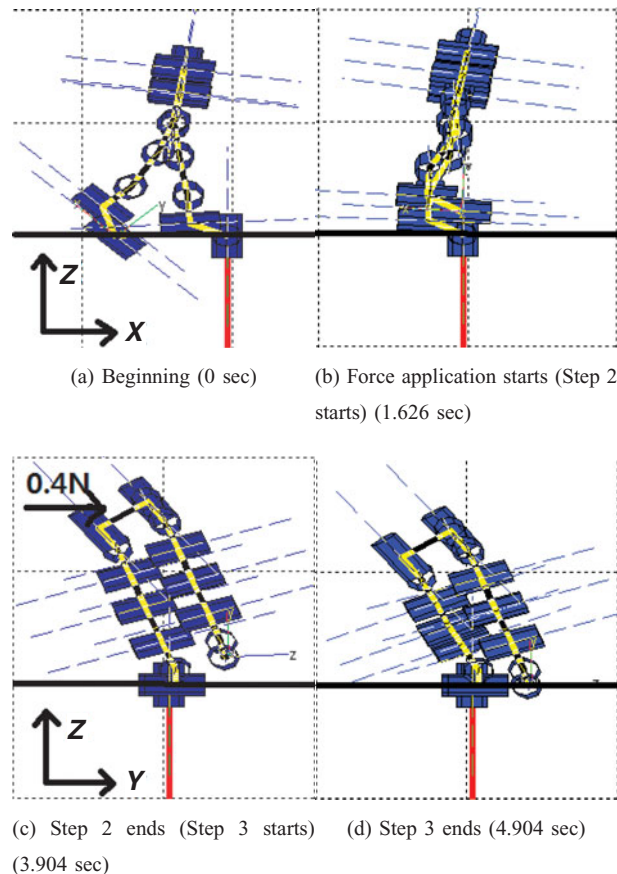 Y
Z
X
(a) Beginning (0 sec)
(b) Force application starts (Step 2
starts) (1.626 sec)
0.4N
Y
z
Z
Y
Z
Y
(c) Step 2 ends (Step 3 starts)
(3.904 sec)
(d) Step 3 ends (4.904 sec)